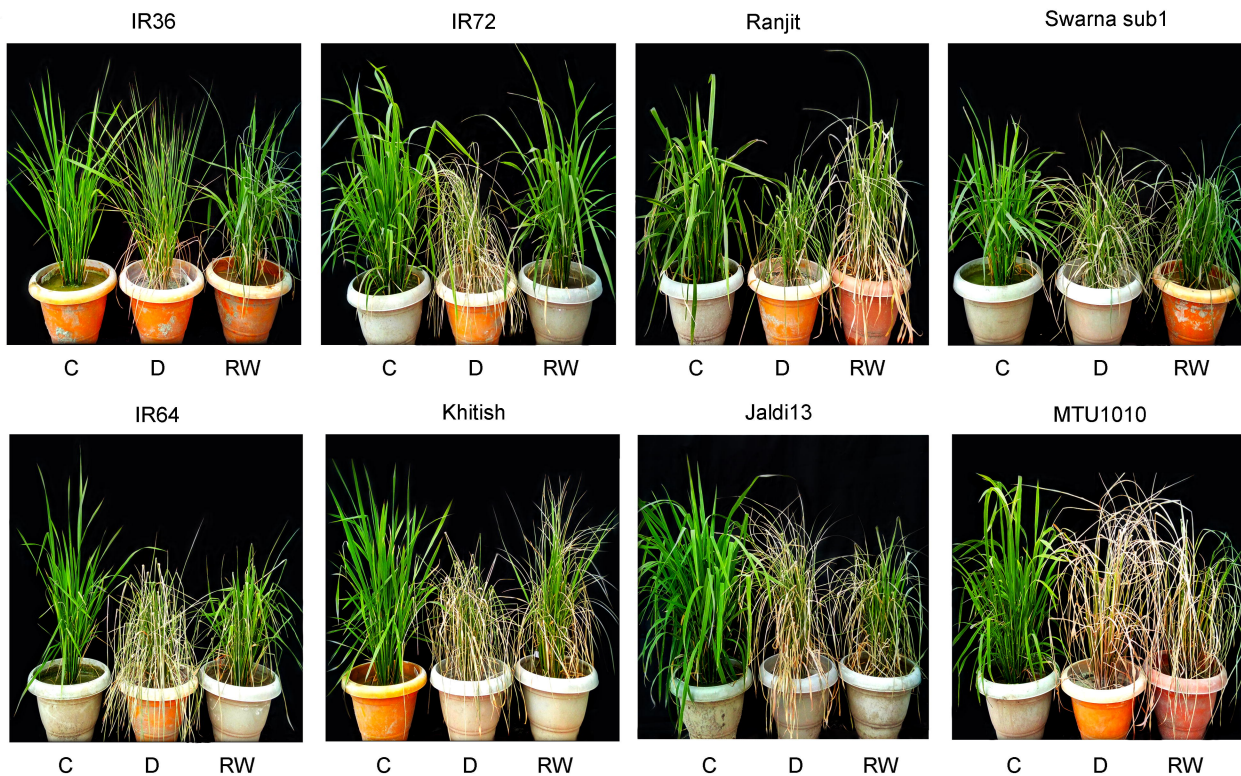 IR36 IR72 Ranjit Swarna sub1
C D RW C D RW C D RW C D RW
IR64 Khitish Jaldi13 MTU1010
C D RW C D RW C D RW C D RW